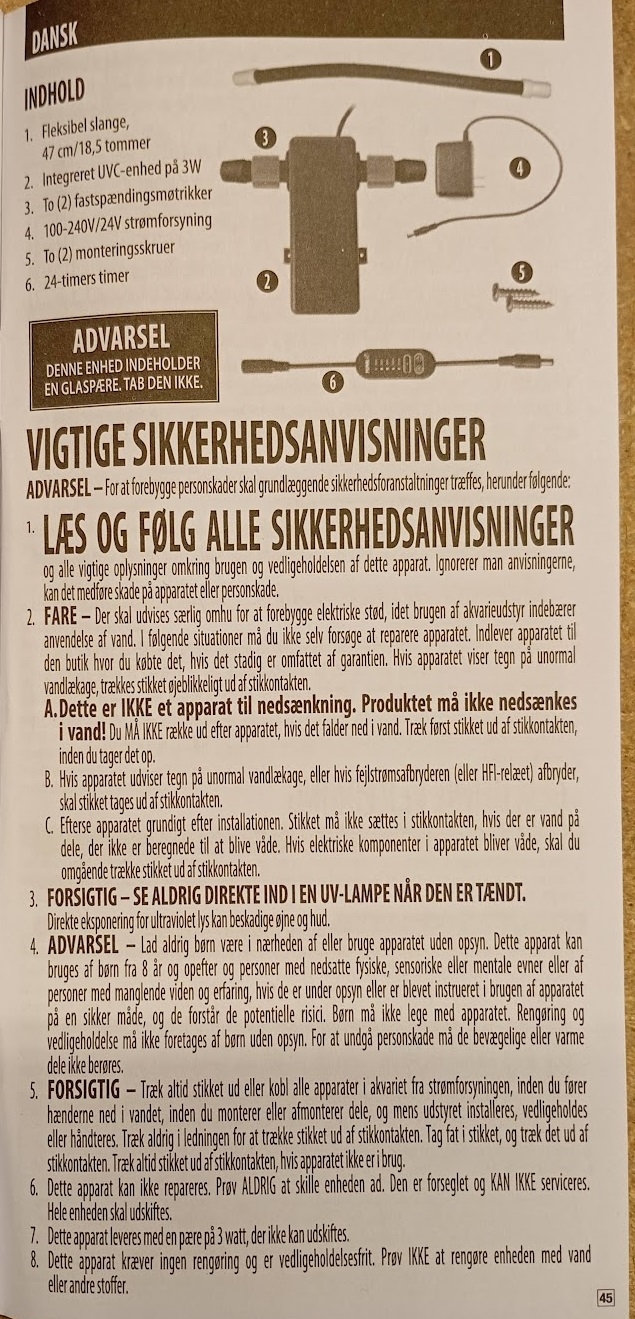 DANSK
INDHOLD
1. Fleksibel slange,
47 cm/18,5 tommer
2. Integreret UVC-enhed på 3W
3. To (2) fastspændingsmøtrikker
4. 100-240V/24V strømforsyning
5. To (2) monteringsskruer
6. 24-timers timer
1
3
4
2
5
6
ADVARSEL
DENNE ENHED INDEHOLDER
EN GLASPÆRE. TAB DEN IKKE.
VIGTIGE SIKKERHEDSANVISNINGER
ADVARSEL – For at forebygge personskader skal grundlæggende sikkerhedsforanstaltninger træffes, herunder følgende:
1. LÆS OG FØLG ALLE SIKKERHEDSANVISNINGER
og alle vigtige oplysninger omkring brugen og vedligeholdelsen af dette apparat. Ignorerer man anvisningerne,
kan det medføre skade på apparatet eller personskade.
2. FARE – Der skal udvises særlig omhu for at forebygge elektriske stød, idet brugen af akvarieudstyr indebærer
anvendelse af vand. I følgende situationer må du ikke selv forsøge at reparere apparatet. Indlever apparatet til
den butik hvor du købte det, hvis det stadig er omfattet af garantien. Hvis apparatet viser tegn på unormal
vandlækage, trækkes stikket øjeblikkeligt ud af stikkontakten.
A. Dette er IKKE et apparat til nedsænkning. Produktet må ikke nedsænkes
i vand! Du MÅ IKKE række ud efter apparatet, hvis det falder ned i vand. Træk først stikket ud af stikkontakten,
inden du tager det op.
B. Hvis apparatet udviser tegn på unormal vandlækage, eller hvis fejlstrømsafbryderen (eller HFI-relæet) afbryder,
skal stikket tages ud af stikkontakten.
C. Efterse apparatet grundigt efter installationen. Stikket må ikke sættes i stikkontakten, hvis der er vand på
dele, der ikke er beregnede til at blive våde. Hvis elektriske komponenter i apparatet bliver våde, skal du
omgående trække stikket ud af stikkontakten.
3. FORSIGTIG – SE ALDRIG DIREKTE IND I EN UV-LAMPE NÅR DEN ER TÆNDT.
Direkte eksponering for ultraviolet lys kan beskadige øjne og hud.
4. ADVARSEL – Lad aldrig børn være i nærheden af eller bruge apparatet uden opsyn. Dette apparat kan
bruges af børn fra 8 år og opefter og personer med nedsatte fysiske, sensoriske eller mentale evner eller af
personer med manglende viden og erfaring, hvis de er under opsyn eller er blevet instrueret i brugen af apparatet
på en sikker måde, og de forstår de potentielle risici. Børn må ikke lege med apparatet. Rengøring og
vedligeholdelse må ikke foretages af børn uden opsyn. For at undgå personskade må de bevægelige eller varme
dele ikke berøres.
5. FORSIGTIG – Træk altid stikket ud eller kobl alle apparater i akvariet fra strømforsyningen, inden du fører
hænderne ned i vandet, inden du monterer eller afmonterer dele, og mens udstyret installeres, vedligeholdes
eller håndteres. Træk aldrig i ledningen for at trække stikket ud af stikkontakten. Tag fat i stikket, og træk det ud af
stikkontakten. Træk altid stikket ud af stikkontakten, hvis apparatet ikke er i brug.
6. Dette apparat kan ikke repareres. Prøv ALDRIG at skille enheden ad. Den er forseglet og KAN IKKE serviceres.
Hele enheden skal udskiftes.
7. Dette apparat leveres med en pære på 3 watt, der ikke kan udskiftes.
8. Dette apparat kræver ingen rengøring og er vedligeholdelsesfrit. Prøv IKKE at rengøre enheden med vand
eller andre stoffer.
45